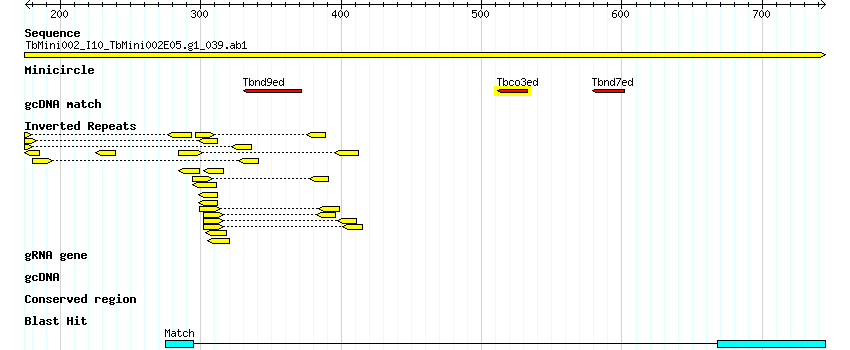 200 300 400 500 600 700
Sequence
TbMini002_I10_TbMini002E05.g1_039.ab1
Minicircle
Tbnd9ed Tbco3ed Tbnd7ed
gcDNA match
Inverted Repeats
gRNA gene
gcDNA
Conserved region
Blast Hit
Match